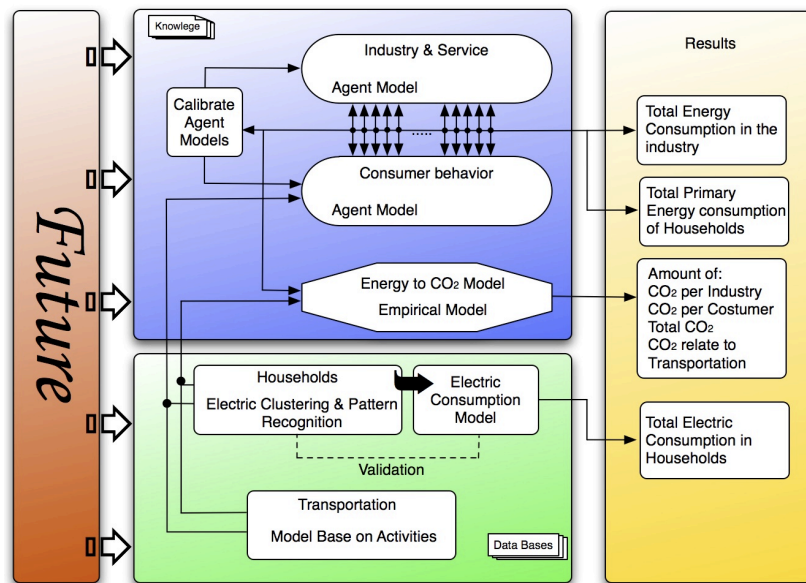 Future
Knowlege
Industry & Service
Agent Model
Calibrate
Agent
Models
.....
Consumer behavior
Agent Model
Energy to CO₂ Model
Empirical Model
Households
Electric Clustering & Pattern
Recognition
Electric
Consumption
Model
Validation
Transportation
Model Base on Activities
Data Bases
Results
Total Energy
Consumption in the
industry
Total Primary
Energy consumption
of Households
Amount of:
CO₂ per Industry
CO₂ per Costumer
Total CO₂
CO₂ relate to
Transportation
Total Electric
Consumption in
Households